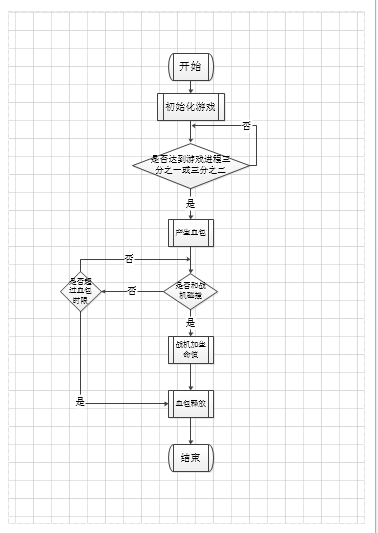 开始
初始化游戏
否
是否达到游戏进程三
分之一或三分之二
是
产生血包
否
是否超
过血包
时限
否
是否和战
机碰撞
是
战机加生
命值
是
血包释放
结束